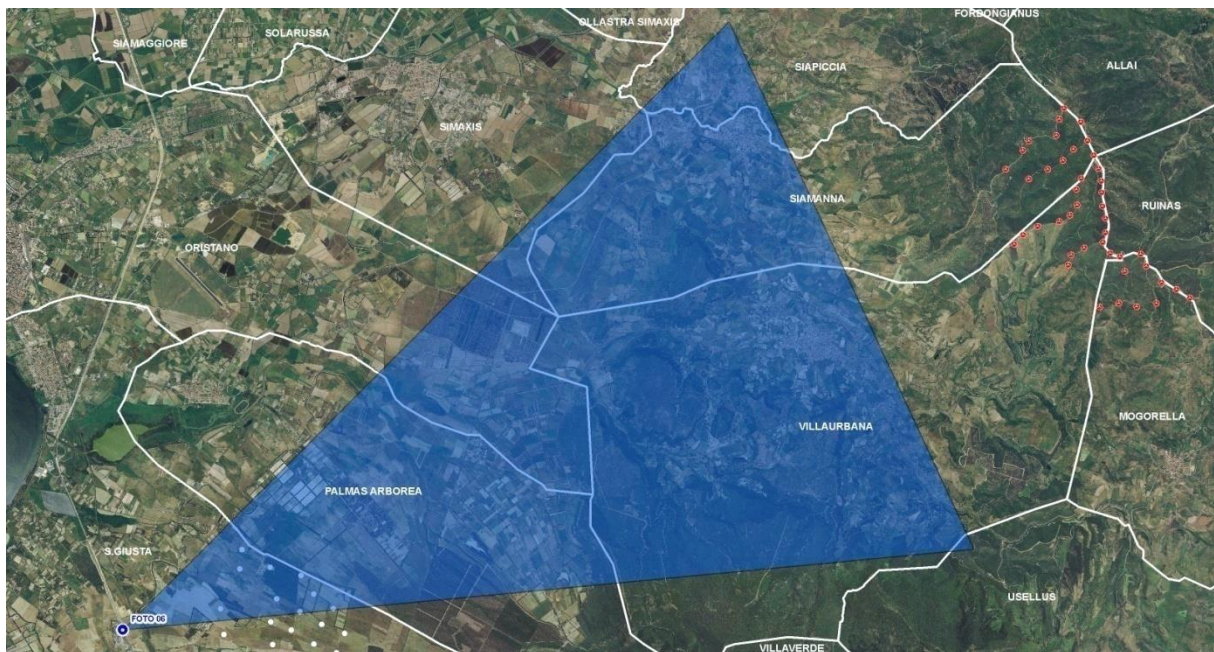 OLLASTRA SIMAXIS
FORDONGIANUS
SIAMAGGIORE
SOLARUSSA
SIAPICCIA
ALLAI
SIMAXIS
SIAMANNA
RUINAS
ORISTANO
MOGORELLA
VILLAURBANA
PALMAS ARBOREA
S.GIUSTA
USELLUS
FOTO 06
VILLAVERDE